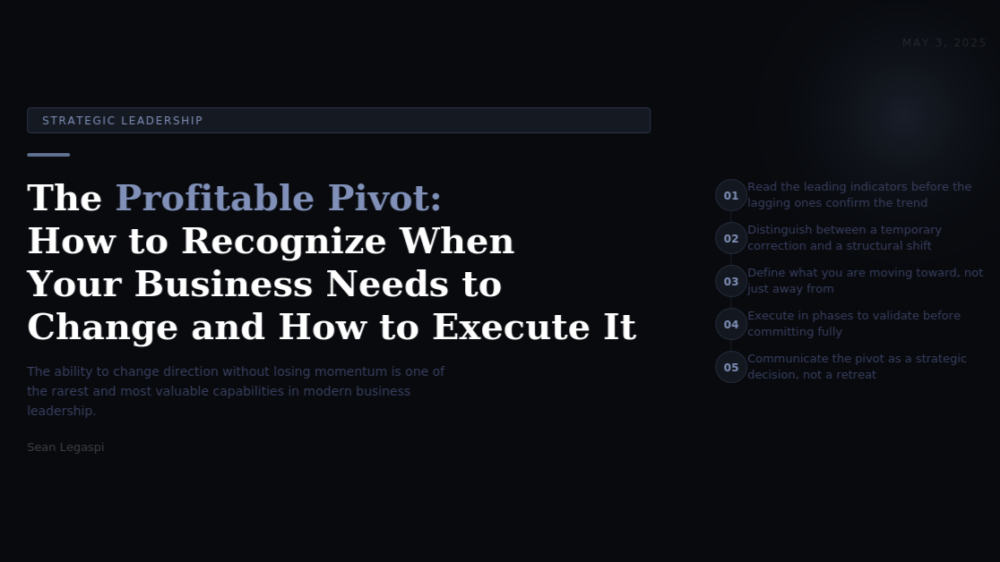 MAY 3, 2025
STRATEGIC LEADERSHIP
The Profitable Pivot:
How to Recognize When
Your Business Needs to
Change and How to Execute It
The ability to change direction without losing momentum is one of
the rarest and most valuable capabilities in modern business
leadership.
Sean Legaspi
01
Read the leading indicators before the
lagging ones confirm the trend
02
Distinguish between a temporary
correction and a structural shift
03
Define what you are moving toward, not
just away from
04
Execute in phases to validate before
committing fully
05
Communicate the pivot as a strategic
decision, not a retreat